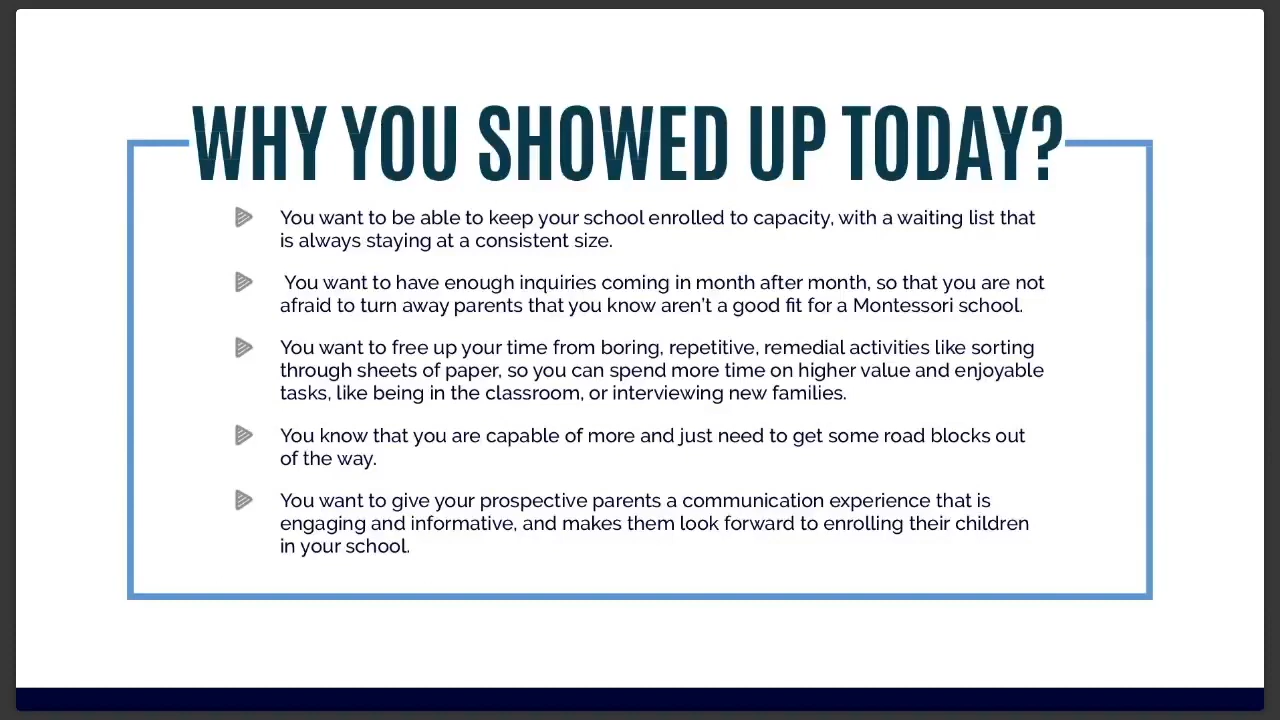 WHY YOU SHOWED UP TODAY?
You want to be able to keep your school enrolled to capacity, with a waiting list that
is always staying at a consistent size.
You want to have enough inquiries coming in month after month, so that you are not
afraid to turn away parents that you know aren't a good fit for a Montessori school.
You want to free up your time from boring, repetitive, remedial activities like sorting
through sheets of paper, so you can spend more time on higher value and enjoyable
tasks, like being in the classroom, or interviewing new families.
You know that you are capable of more and just need to get some road blocks out
of the way.
You want to give your prospective parents a communication experience that is
engaging and informative, and makes them look forward to enrolling their children
in your school.